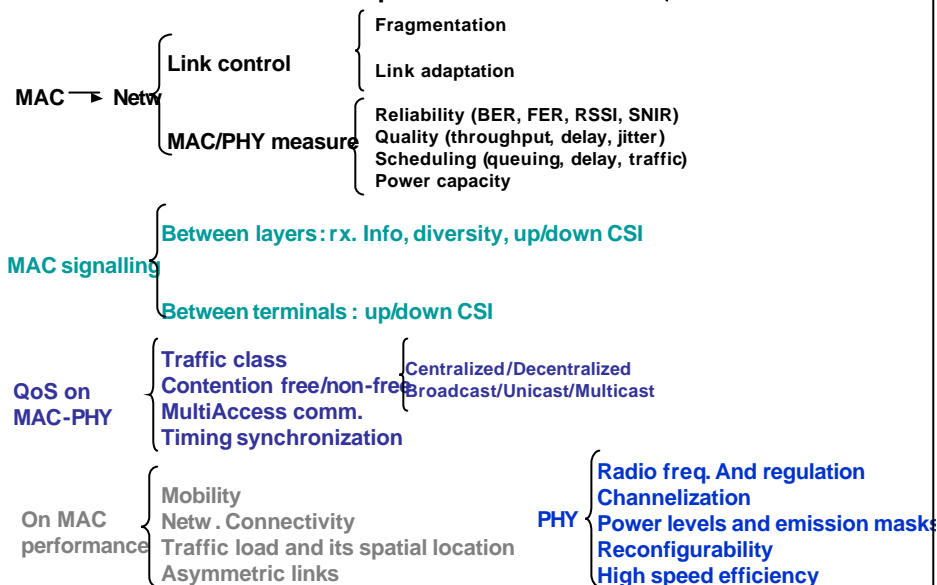 Fragmentation
Link control
Link adaptation
MAC → Netw
Reliability (BER, FER, RSSI, SNIR)
Quality (throughput, delay, jitter)
MAC/PHY measure
Scheduling (queuing, delay, traffic)
Power capacity
Between layers: rx. Info, diversity, up/down CSI
MAC signalling
Between terminals : up/down CSI
Traffic class
Contention free/non-free
MultiAccess comm.
Timing synchronization
Centralized/Decentralized
Broadcast/Unicast/Multicast
QoS on
MAC-PHY
Mobility
Netw. Connectivity
Traffic load and its spatial location
Asymmetric links
On MAC
performance
PHY
Radio freq. And regulation
Channelization
Power levels and emission masks
Reconfigurability
High speed efficiency